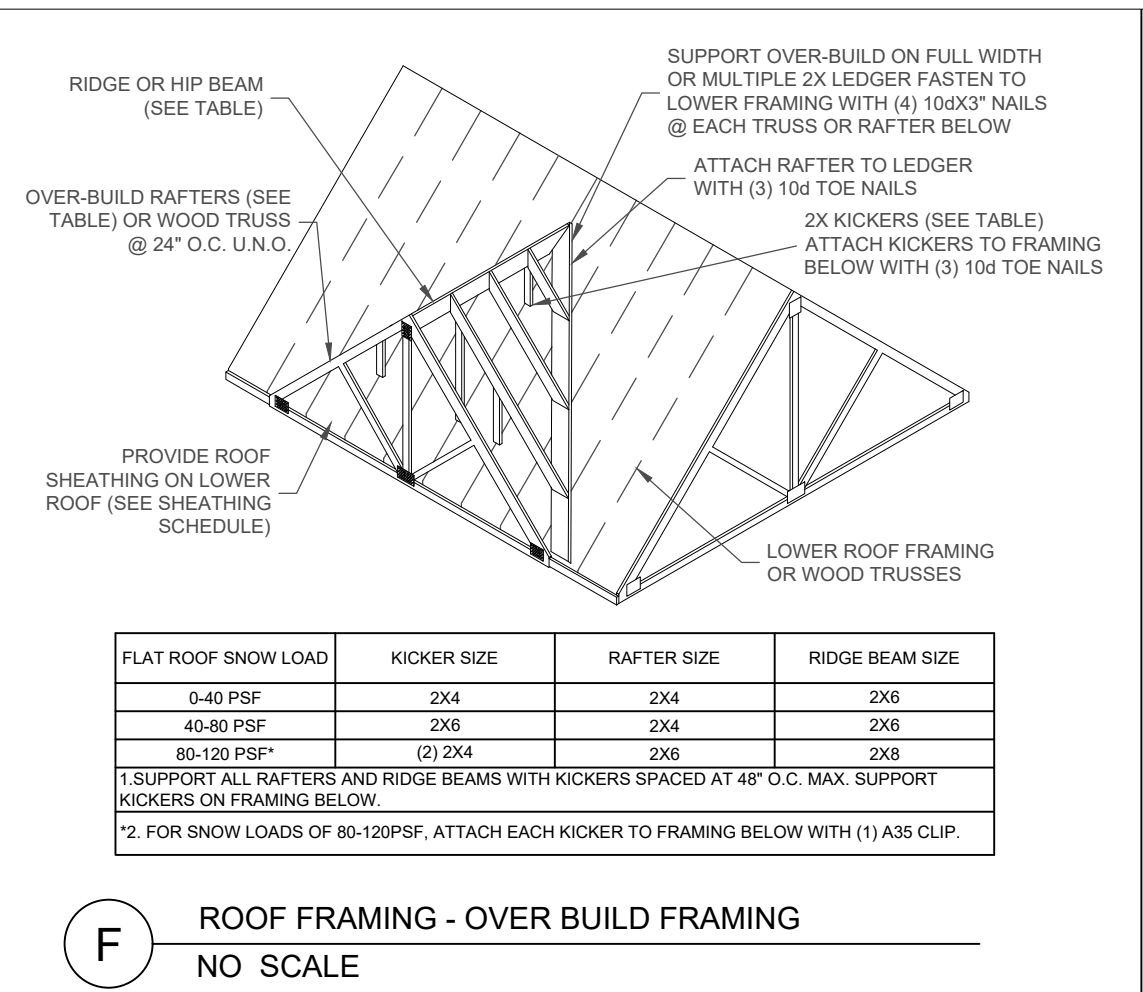 RIDGE OR HIP BEAM
(SEE TABLE)
SUPPORT OVER-BUILD ON FULL WIDTH
OR MULTIPLE 2X LEDGER FASTEN TO
LOWER FRAMING WITH (4) 10dX3" NAILS
@ EACH TRUSS OR RAFTER BELOW
ATTACH RAFTER TO LEDGER
WITH (3) 10d TOE NAILS
OVER-BUILD RAFTERS (SEE
TABLE) OR WOOD TRUSS
@ 24" O.C. U.N.O.
2X KICKERS (SEE TABLE)
ATTACH KICKERS TO FRAMING
BELOW WITH (3) 10d TOE NAILS
PROVIDE ROOF
SHEATHING ON LOWER
ROOF (SEE SHEATHING
SCHEDULE)
LOWER ROOF FRAMING
OR WOOD TRUSSES
FLAT ROOF SNOW LOAD KICKER SIZE RAFTER SIZE RIDGE BEAM SIZE
0-40 PSF 2X4 2X4 2X6
40-80 PSF 2X6 2X4 2X6
80-120 PSF* (2) 2X4 2X6 2X8
1.SUPPORT ALL RAFTERS AND RIDGE BEAMS WITH KICKERS SPACED AT 48" O.C. MAX. SUPPORT
KICKERS ON FRAMING BELOW.
*2. FOR SNOW LOADS OF 80-120PSF, ATTACH EACH KICKER TO FRAMING BELOW WITH (1) A35 CLIP.
F
ROOF FRAMING - OVER BUILD FRAMING
NO SCALE